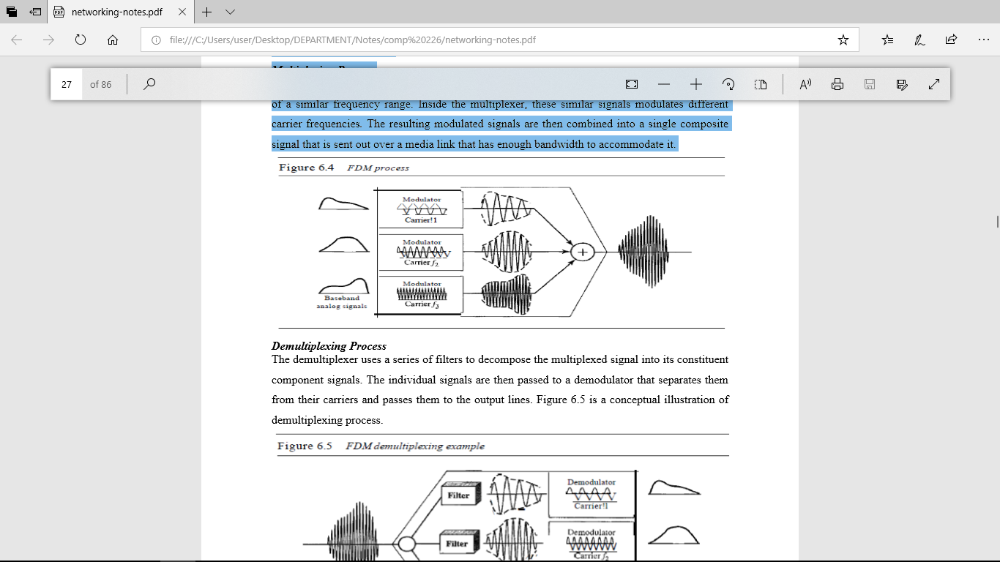 networking-notes.pdf
file:///C:/Users/user/Desktop/DEPARTMENT/Notes/comp%20226/networking-notes.pdf
27 of 86
of a similar frequency range. Inside the multiplexer, these similar signals modulates different
carrier frequencies. The resulting modulated signals are then combined into a single composite
signal that is sent out over a media link that has enough bandwidth to accommodate it.
Figure 6.4 FDM process
Modulator
Carrier!1
Modulator
Carrier f2
Modulator
Carrier f3
Baseband
analog signals
+
Demultiplexing Process
The demultiplexer uses a series of filters to decompose the multiplexed signal into its constituent
component signals. The individual signals are then passed to a demodulator that separates them
from their carriers and passes them to the output lines. Figure 6.5 is a conceptual illustration of
demultiplexing process.
Figure 6.5 FDM demultiplexing example
Filter
Demodulator
Carrier!1
Filter
Demodulator
Carrier f2